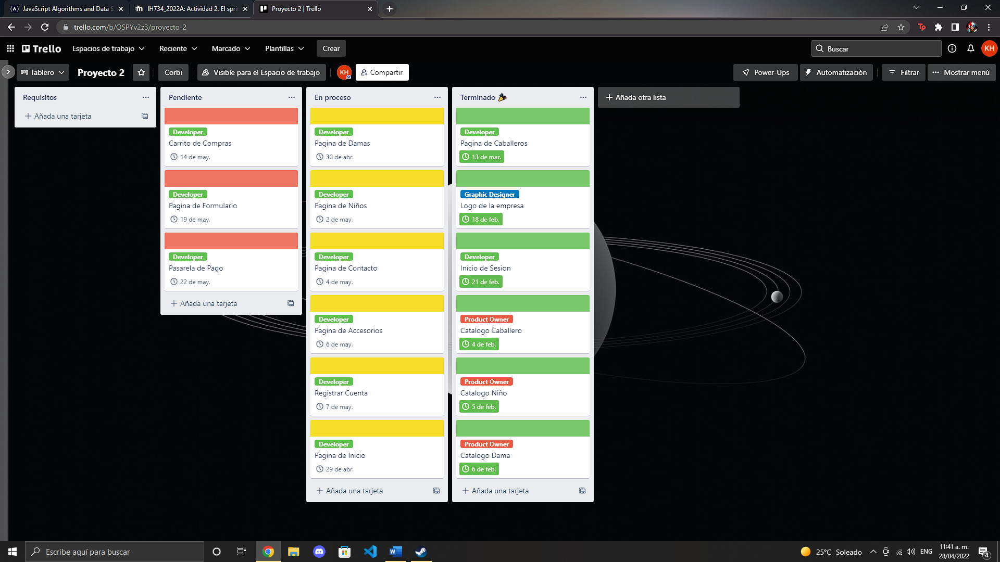 JavaScript Algorithms and Data S
IH734_2022A: Actividad 2. El spri
Proyecto 2 | Trello
trello.com/b/OSPYv2z3/proyecto-2
Tp
Trello
Espacios de trabajo
Reciente
Marcado
Plantillas
Crear
Buscar
KH
Tablero
Proyecto 2
Corbi
Visible para el Espacio de trabajo
KH
Compartir
Power-Ups
Automatización
Filtrar
Mostrar menú
Requisitos
Añada una tarjeta
Pendiente
Developer
Carrito de Compras
14 de may.
Developer
Pagina de Formulario
19 de may.
Developer
Pasarela de Pago
22 de may.
Añada una tarjeta
En proceso
Developer
Pagina de Damas
30 de abr.
Developer
Pagina de Niños
2 de may.
Developer
Pagina de Contacto
4 de may.
Developer
Pagina de Accesorios
6 de may.
Developer
Registrar Cuenta
7 de may.
Developer
Pagina de Inicio
29 de abr.
Añada una tarjeta
Terminado
Developer
Pagina de Caballeros
13 de mar.
Graphic Designer
Logo de la empresa
18 de feb.
Developer
Inicio de Sesion
21 de feb.
Product Owner
Catalogo Caballero
4 de feb.
Product Owner
Catalogo Niño
5 de feb.
Product Owner
Catalogo Dama
6 de feb.
Añada una tarjeta
Añada otra lista
Escribe aquí para buscar
25°C Soleado
ENG
11:41 a. m.
28/04/2022
4